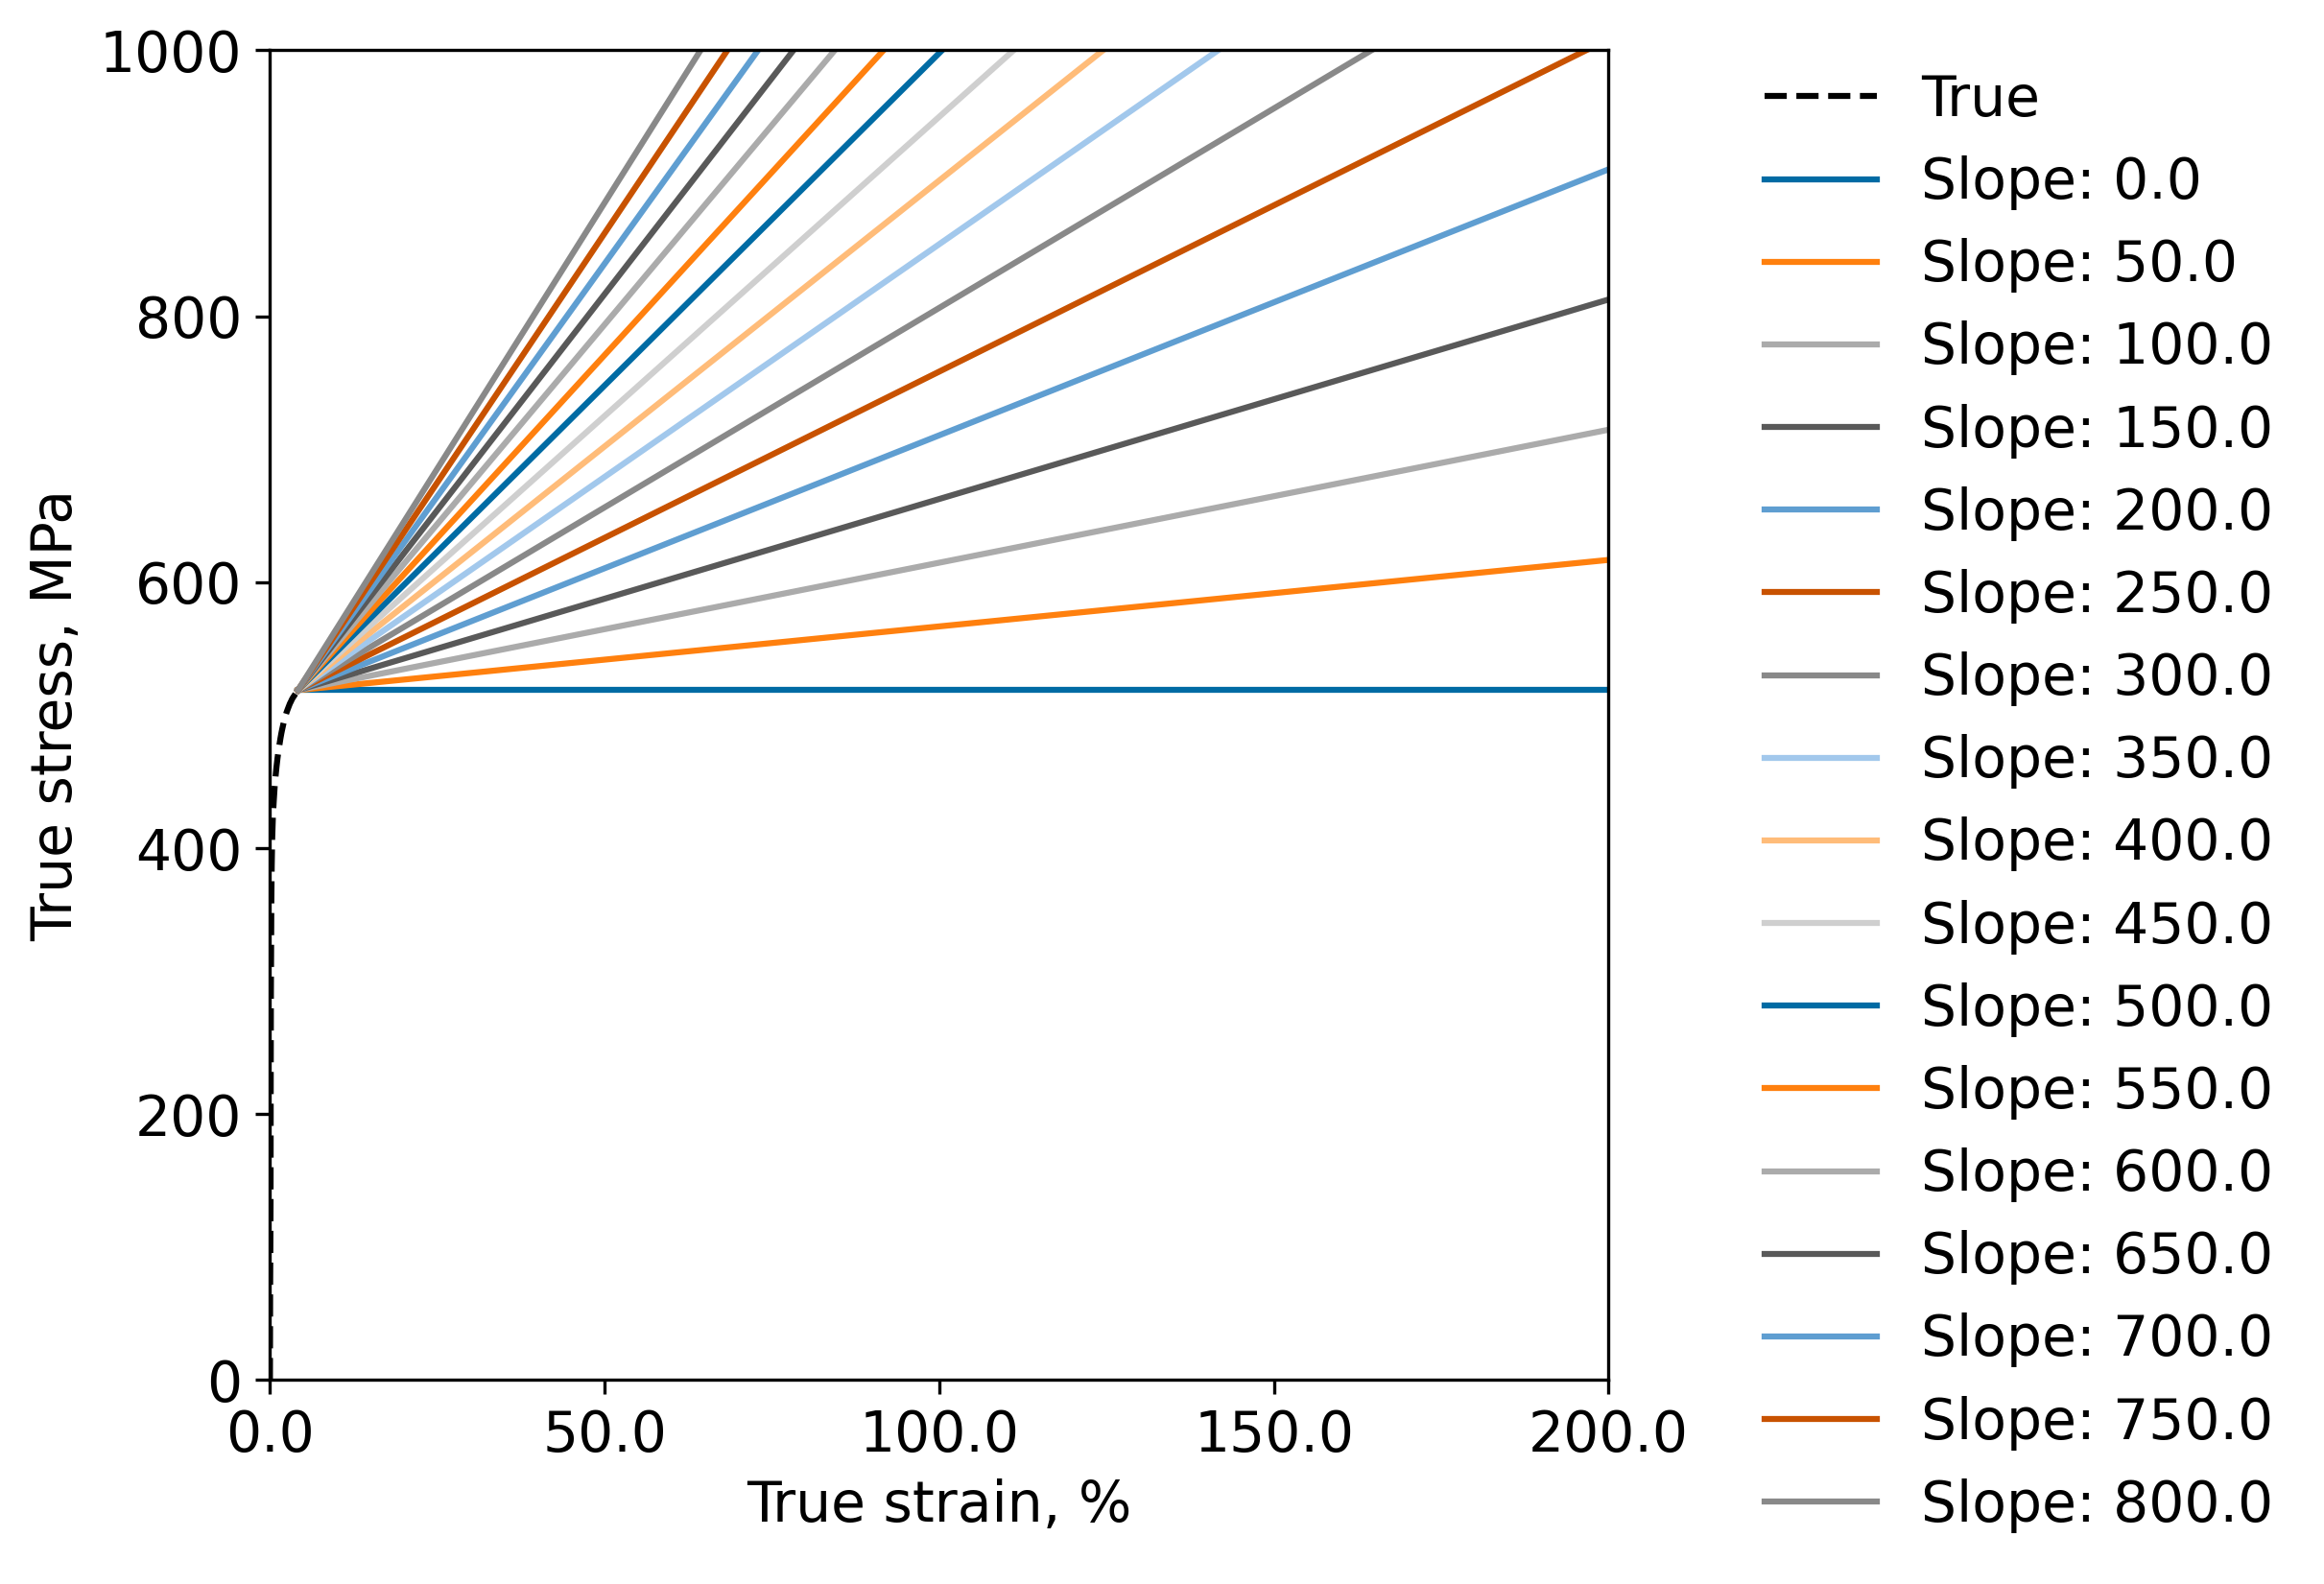 1000
800
600
400
200
0
0.0
50.0
100.0
150.0
200.0
True stress, MPa
True strain, %
True
Slope: 0.0
Slope: 50.0
Slope: 100.0
Slope: 150.0
Slope: 200.0
Slope: 250.0
Slope: 300.0
Slope: 350.0
Slope: 400.0
Slope: 450.0
Slope: 500.0
Slope: 550.0
Slope: 600.0
Slope: 650.0
Slope: 700.0
Slope: 750.0
Slope: 800.0